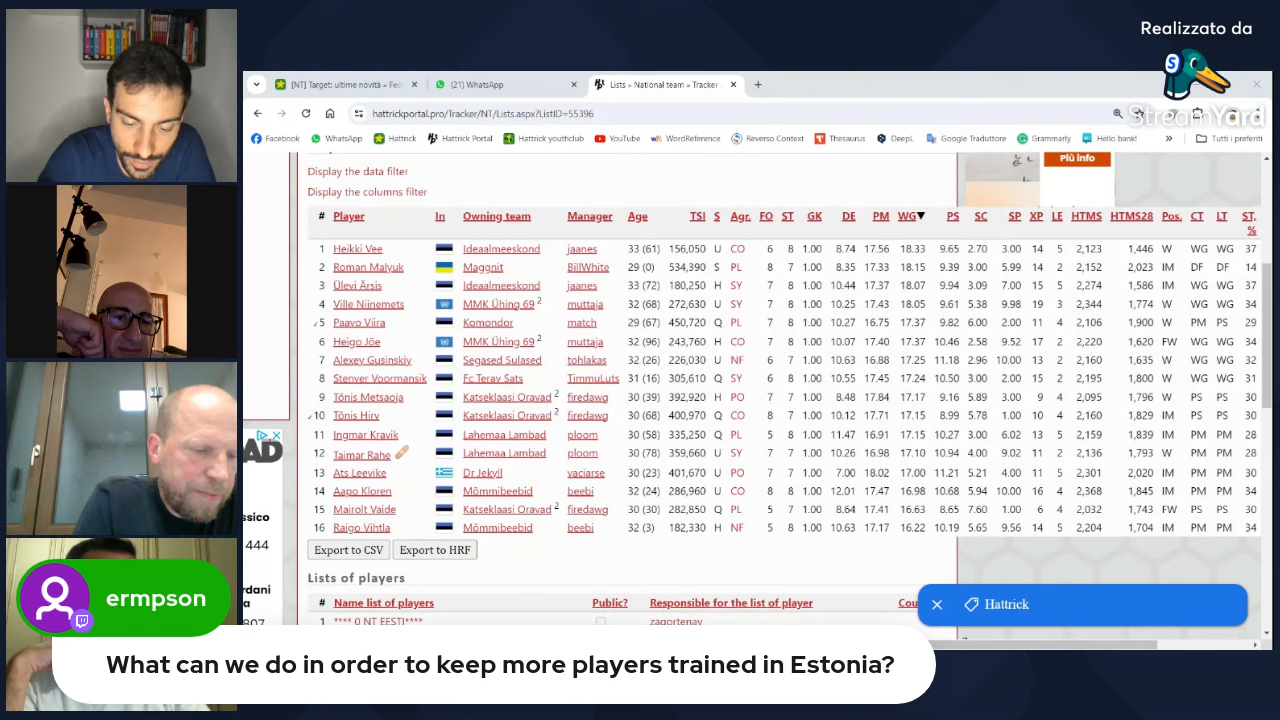 Realizzato da
StreamYard
[NT] Target: ultime novità » Fed
(21) WhatsApp
Lists » National team » Tracker
hattrickportal.pro/Tracker/NT/Lists.aspx?ListID=55396
Facebook WhatsApp Hattrick Hattrick Portal Hattrick youthclub YouTube WordReference Reverso Context Thesaurus DeepL Google Traduttore Grammarly Hello bank! » Tutti i preferiti
Più info
Display the data filter
Display the columns filter
# Player In Owning team Manager Age TSI S Agr. FO ST GK DE PM WG▼ PS SC SP XP LE HTMS HTMS28 Pos. CT LT ST, %
1 Heikki Vee Ideaalmeeskond jaanes 33 (61) 156,050 U CO 6 8 1.00 8.74 17.56 18.33 9.65 2.70 3.00 14 5 2,123 1,446 W WG WG 37
2 Roman Malyuk Maggnit BillWhite 29 (0) 534,390 S PL 8 7 1.00 8.35 17.33 18.15 9.39 3.00 5.99 14 2 2,152 2,023 IM DF DF 14
3 Ülevi Ärsis Ideaalmeeskond jaanes 33 (72) 180,250 H SY 7 8 1.00 10.44 17.37 18.07 9.94 3.09 7.00 15 5 2,274 1,586 IM WG WG 37
4 Ville Niinemets MMK Ühing 69 2 muttaja 32 (68) 272,630 U SY 7 8 1.00 10.25 17.43 18.05 9.61 5.38 9.98 19 3 2,344 1,774 W WG WG 34
✓5 Paavo Viira Komondor match 29 (67) 450,720 Q PL 7 8 1.00 10.27 16.75 17.37 9.82 6.00 2.00 11 4 2,106 1,900 W PM PS 29
6 Heigo Jõe MMK Ühing 69 2 muttaja 32 (96) 243,760 H CO 7 8 1.00 10.07 17.40 17.37 10.46 2.58 9.52 17 2 2,220 1,620 FW WG WG 34
7 Alexey Gusinskiy Segased Sulased tohlakas 32 (26) 226,030 U NF 6 7 1.00 10.63 16.88 17.25 11.18 2.96 10.00 13 2 2,160 1,635 W WG WG 32
8 Stenver Voormansik Fc Terav Sats TimmuLuts 31 (16) 305,610 Q SY 6 8 1.00 10.55 17.45 17.24 10.50 3.00 2.00 15 2 2,195 1,800 W WG WG 31
9 Tõnis Metsaoja Katseklaasi Oravad 2 firedawg 30 (39) 392,920 H PO 7 7 1.00 8.48 17.84 17.17 9.16 5.89 3.00 9 4 2,095 1,796 W PS PS 30
✓10 Tõnis Hiry Katseklaasi Oravad 2 firedawg 30 (68) 400,970 Q CO 8 7 1.00 10.12 17.71 17.15 8.99 5.78 1.00 10 4 2,160 1,829 IM PS PS 30
11 Ingmar Kravik Lahemaa Lambad ploom 30 (58) 335,250 Q PL 5 8 1.00 11.47 16.91 17.15 10.27 3.00 6.02 13 5 2,159 1,839 IM PM PM 28
12 Taimar Rahe Lahemaa Lambad ploom 30 (78) 359,660 U SY 7 7 1.00 10.26 16.98 17.10 10.94 4.00 9.02 11 2 2,136 1,793 W PM PM 28
13 Ats Leevike Dr Jekyll vaciarse 30 (23) 401,670 U PO 7 7 1.00 7.00 18.02 17.00 11.21 5.21 4.00 11 5 2,301 IM PM PM 30
14 Aapo Kloren Mõmmibeebid beebi 32 (24) 286,960 U CO 8 8 1.00 12.01 17.47 16.98 10.68 5.94 10.00 16 4 2,368 1,845 IM PM PM 34
15 Mairolt Vaide Katseklaasi Oravad 2 firedawg 30 (30) 282,850 Q PL 5 7 1.00 8.64 17.41 16.63 8.65 7.60 1.00 6 4 2,032 1,743 FW PS PS 30
16 Raigo Vihtla Mõmmibeebid beebi 32 (3) 182,330 H NF 5 8 1.00 10.63 17.17 16.22 10.19 5.65 9.56 14 5 2,204 1,704 IM PM PM 34
Export to CSV Export to HRF
Lists of players
# Name list of players Public? Responsible for the list of player Cou
1 **** 0 NT EESTI**** zagortenay
AD
444
Hattrick
ermpson
What can we do in order to keep more players trained in Estonia?